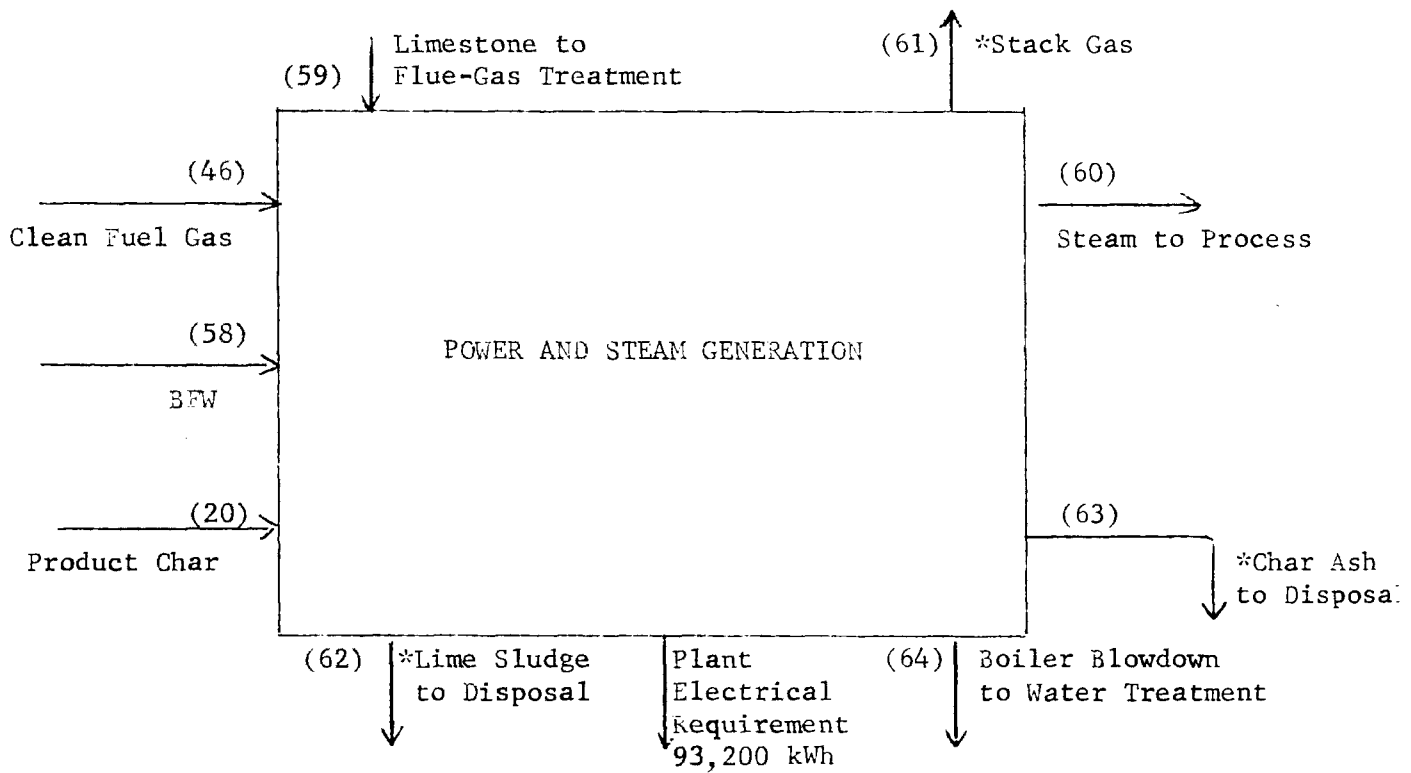 Limestone to
Flue-Gas Treatment
(59)
(61)
*Stack Gas
(46)
Clean Fuel Gas
(60)
Steam to Process
(58)
BFW
POWER AND STEAM GENERATION
(20)
Product Char
(63)
*Char Ash
to Disposal
(62)
*Lime Sludge
to Disposal
Plant
Electrical
Requirement
93,200 kWh
(64)
Boiler Blowdown
to Water Treatment